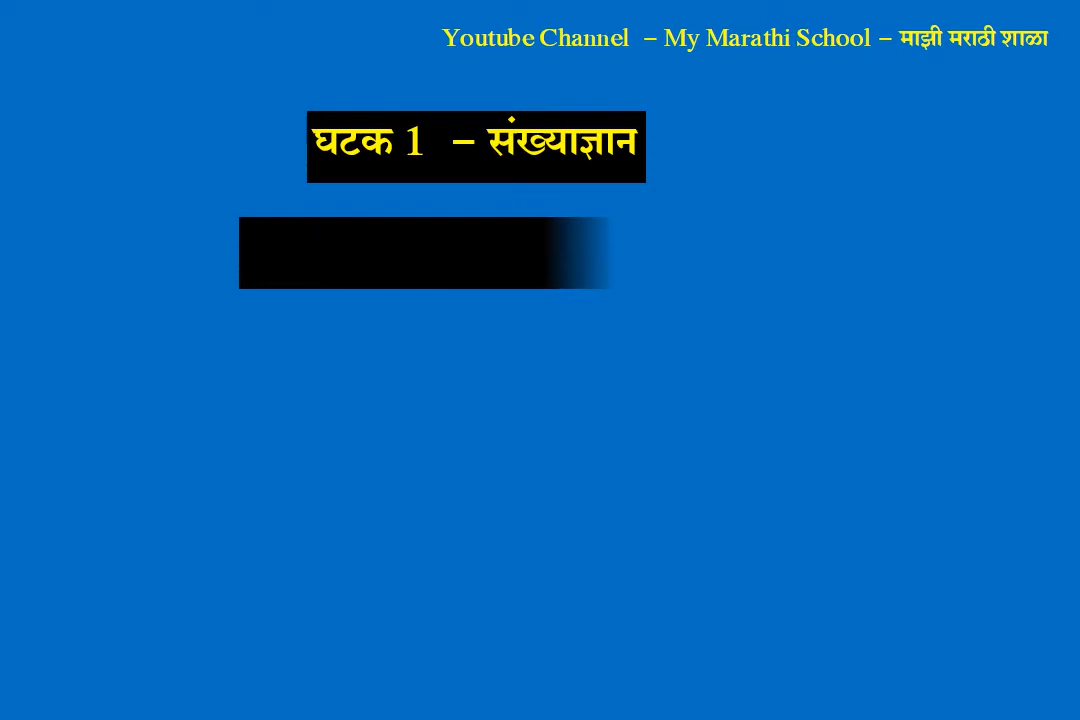 Youtube Channel – My Marathi School – माझी मराठी शाळा
घटक 1 – संख्याज्ञान